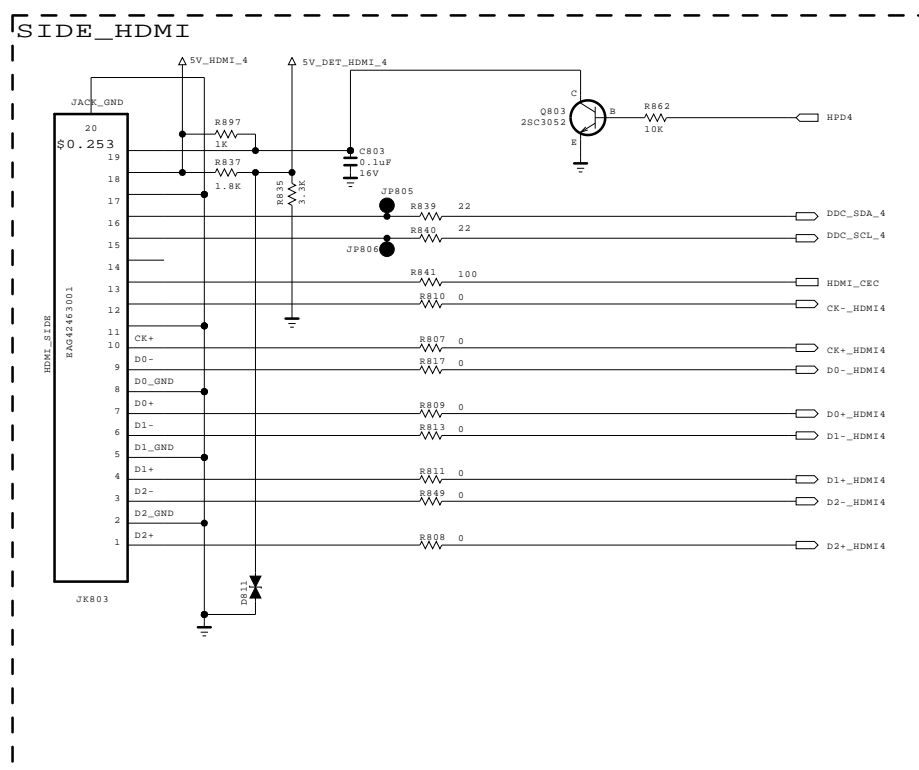 SIDE_HDMI
5V_HDMI_4
5V_DET_HDMI_4
JACK_GND
C
Q803
2SC3052
B
R862
10K
HPD4
E
20
$0.253
R897
1K
19
C803
0.1uF
16V
R837
1.8K
18
R835
3.3K
17
JP805
16
R839 22
DDC_SDA_4
15
R840 22
DDC_SCL_4
JP806
14
13
R841 100
HDMI_CEC
12
R810 0
CK-_HDMI4
HDMI_SIDE
EAG42463001
11
10
CK+
R807 0
CK+_HDMI4
9
D0-
R817 0
D0-_HDMI4
8
D0_GND
7
D0+
R809 0
D0+_HDMI4
6
D1-
R813 0
D1-_HDMI4
5
D1_GND
4
D1+
R811 0
D1+_HDMI4
3
D2-
R849 0
D2-_HDMI4
2
D2_GND
1
D2+
R808 0
D2+_HDMI4
D811
JK803